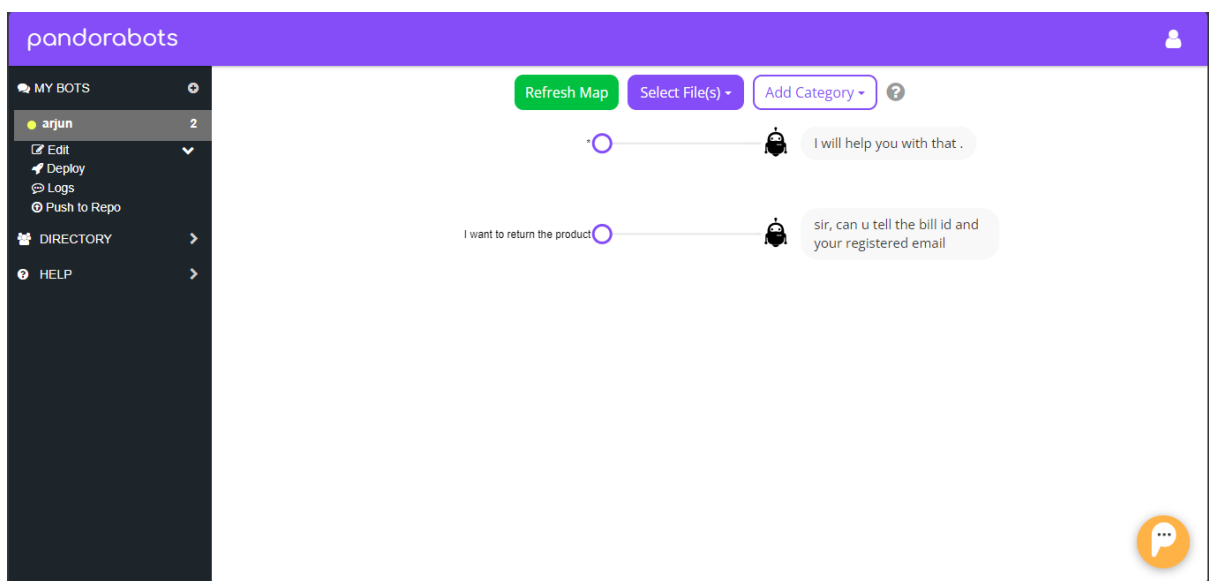 pandorabots
MY BOTS
arjun 2
Edit
Deploy
Logs
Push to Repo
DIRECTORY
HELP
Refresh Map Select File(s) Add Category ?
* I will help you with that .
I want to return the product sir, can u tell the bill id and
your registered email